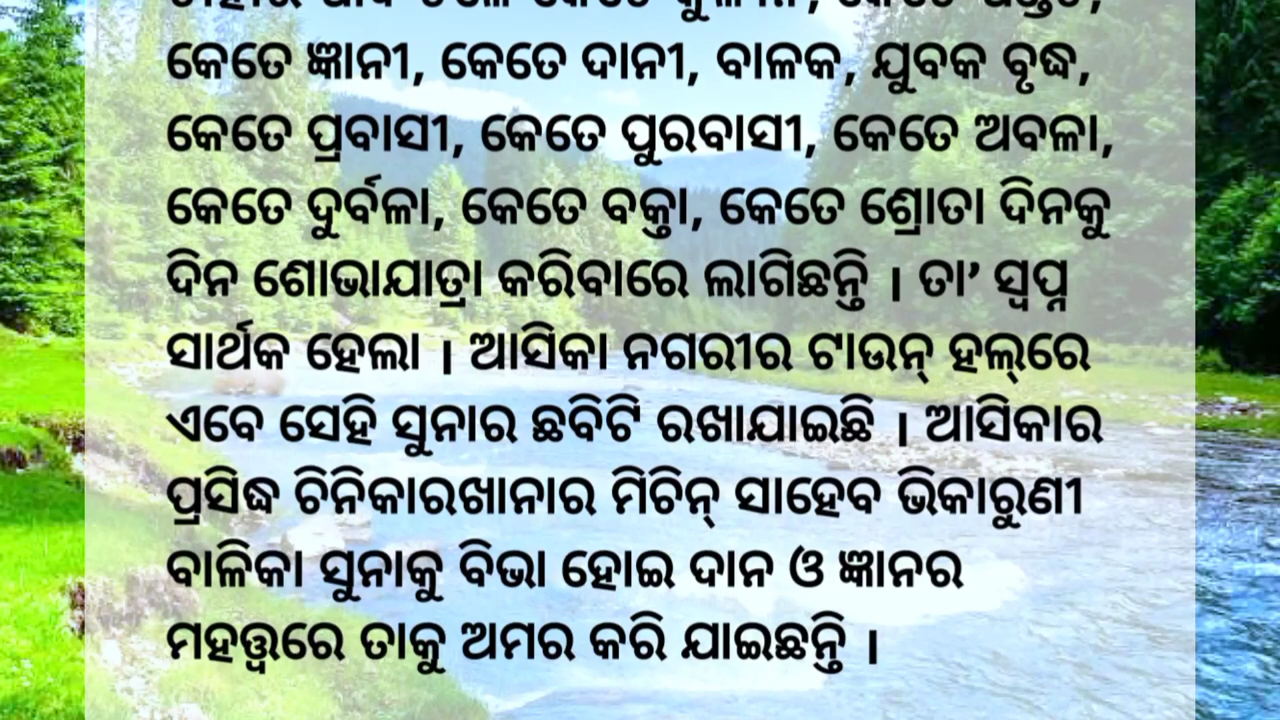 କେତେ ଜ୍ଞାନୀ, କେତେ ଦାନୀ, ବାଳକ, ଯୁବକ ବୃଦ୍ଧ,
କେତେ ପ୍ରବାସୀ, କେତେ ପୁରବାସୀ, କେତେ ଅବଳା,
କେତେ ଦୁର୍ବଳା, କେତେ ବକ୍ତା, କେତେ ଶ୍ରୋତା ଦିନକୁ
ଦିନ ଶୋଭାଯାତ୍ରା କରିବାରେ ଲାଗିଛନ୍ତି । ତା’ ସ୍ୱପ୍ନ
ସାର୍ଥକ ହେଲା । ଆସିକା ନଗରୀର ଟାଉନ୍ ହଲ୍‌ରେ
ଏବେ ସେହି ସୁନାର ଛବିଟି ରଖାଯାଇଛି । ଆସିକାର
ପ୍ରସିଦ୍ଧ ଚିନିକାରଖାନାର ମିଚିନ୍ ସାହେବ ଭିକାରୁଣୀ
ବାଳିକା ସୁନାକୁ ବିଭା ହୋଇ ଦାନ ଓ ଜ୍ଞାନର
ମହତ୍ତ୍ୱରେ ତାକୁ ଅମର କରି ଯାଇଛନ୍ତି ।